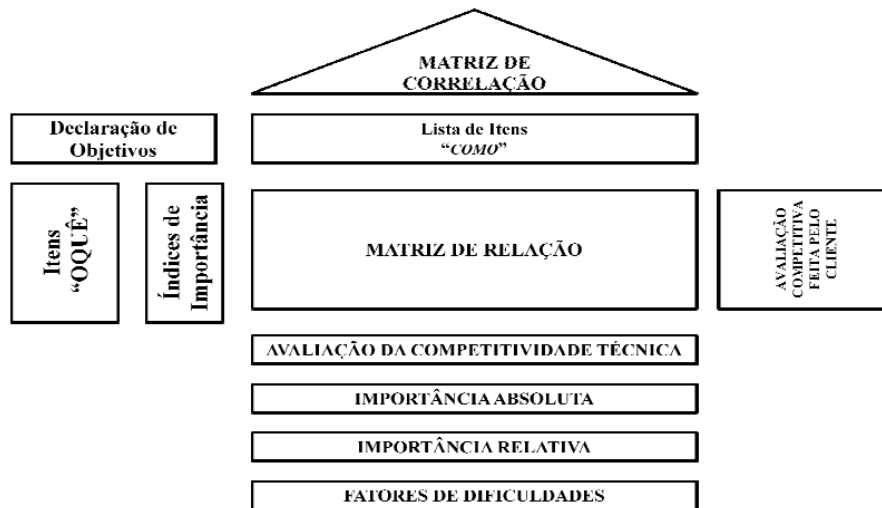 MATRIZ DE
CORRELAÇÃO
Declaração de
Objetivos
Lista de Itens
“COMO”
Itens
“OQUÊ”
Índices de
Importância
MATRIZ DE RELAÇÃO
AVALIAÇÃO
COMPETITIVA
FEITA PELO
CLIENTE
AVALIAÇÃO DA COMPETITIVIDADE TÉCNICA
IMPORTÂNCIA ABSOLUTA
IMPORTÂNCIA RELATIVA
FATORES DE DIFICULDADES